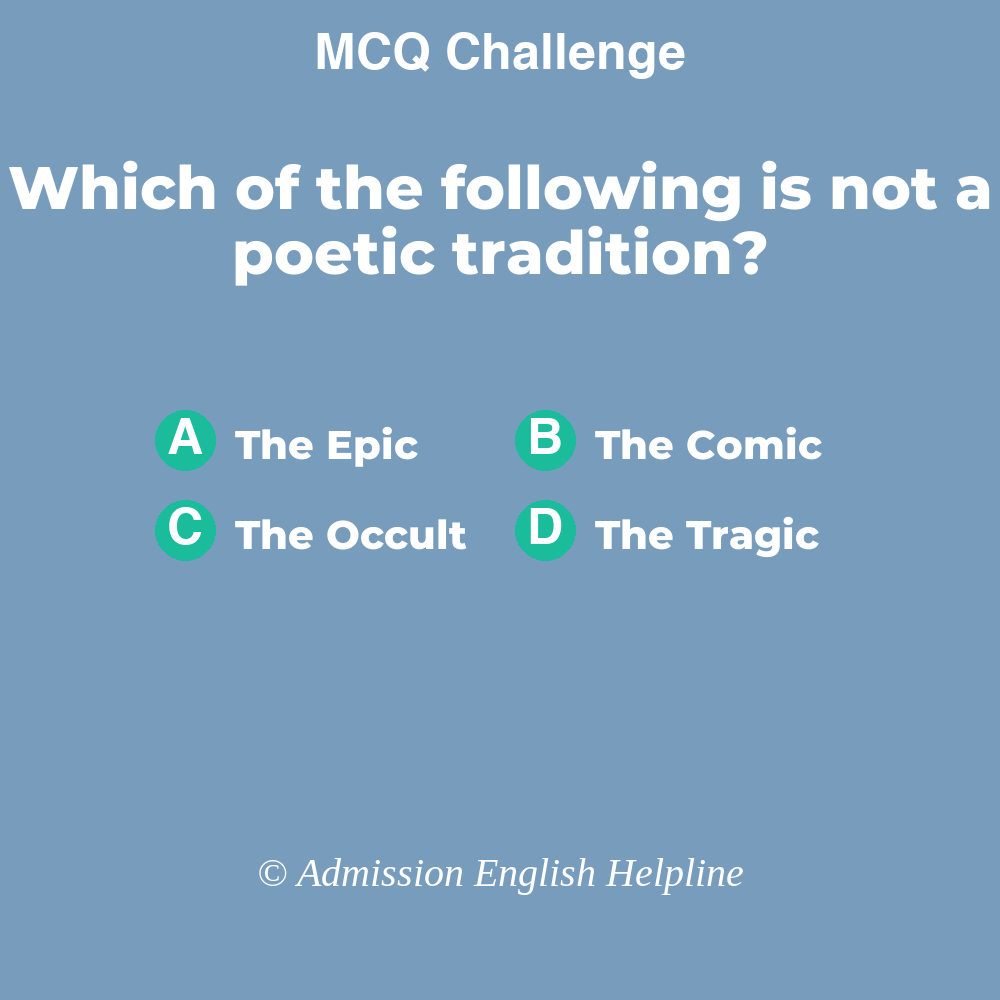 MCQ Challenge
Which of the following is not a
poetic tradition?
A The Epic
B The Comic
C The Occult
D The Tragic
© Admission English Helpline